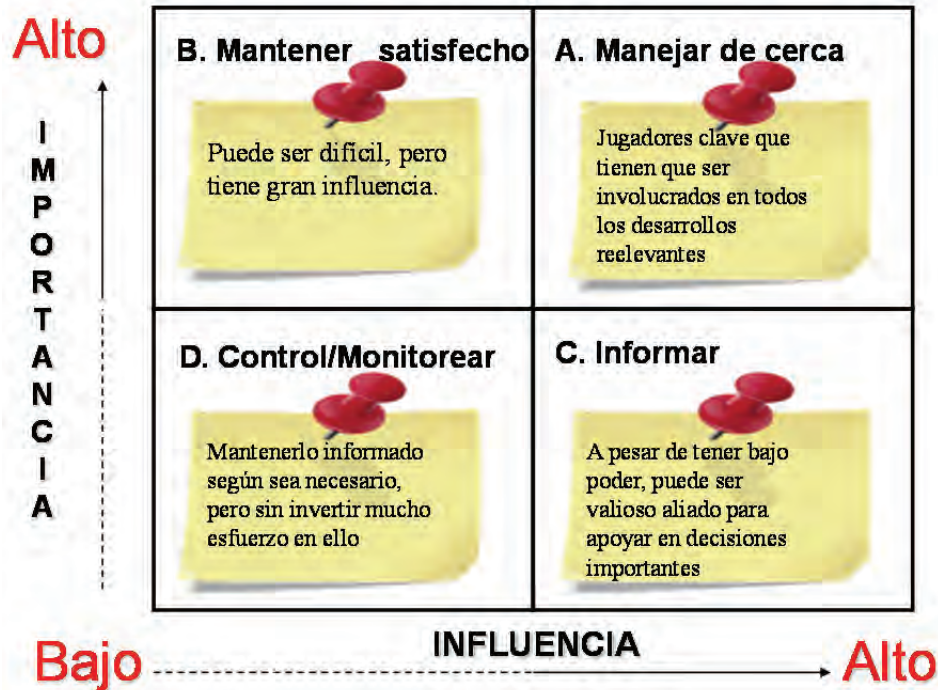 Alto
IMPORTANCIA
B. Mantener satisfecho
Puede ser difícil, pero
tiene gran influencia.
A. Manejar de cerca
Jugadores clave que
tienen que ser
involucrados en todos
los desarrollos
reelevantes
D. Control/Monitorear
Mantenerlo informado
según sea necesario,
pero sin invertir mucho
esfuerzo en ello
C. Informar
A pesar de tener bajo
poder, puede ser
valioso aliado para
apoyar en decisiones
importantes
INFLUENCIA
Bajo
Alto